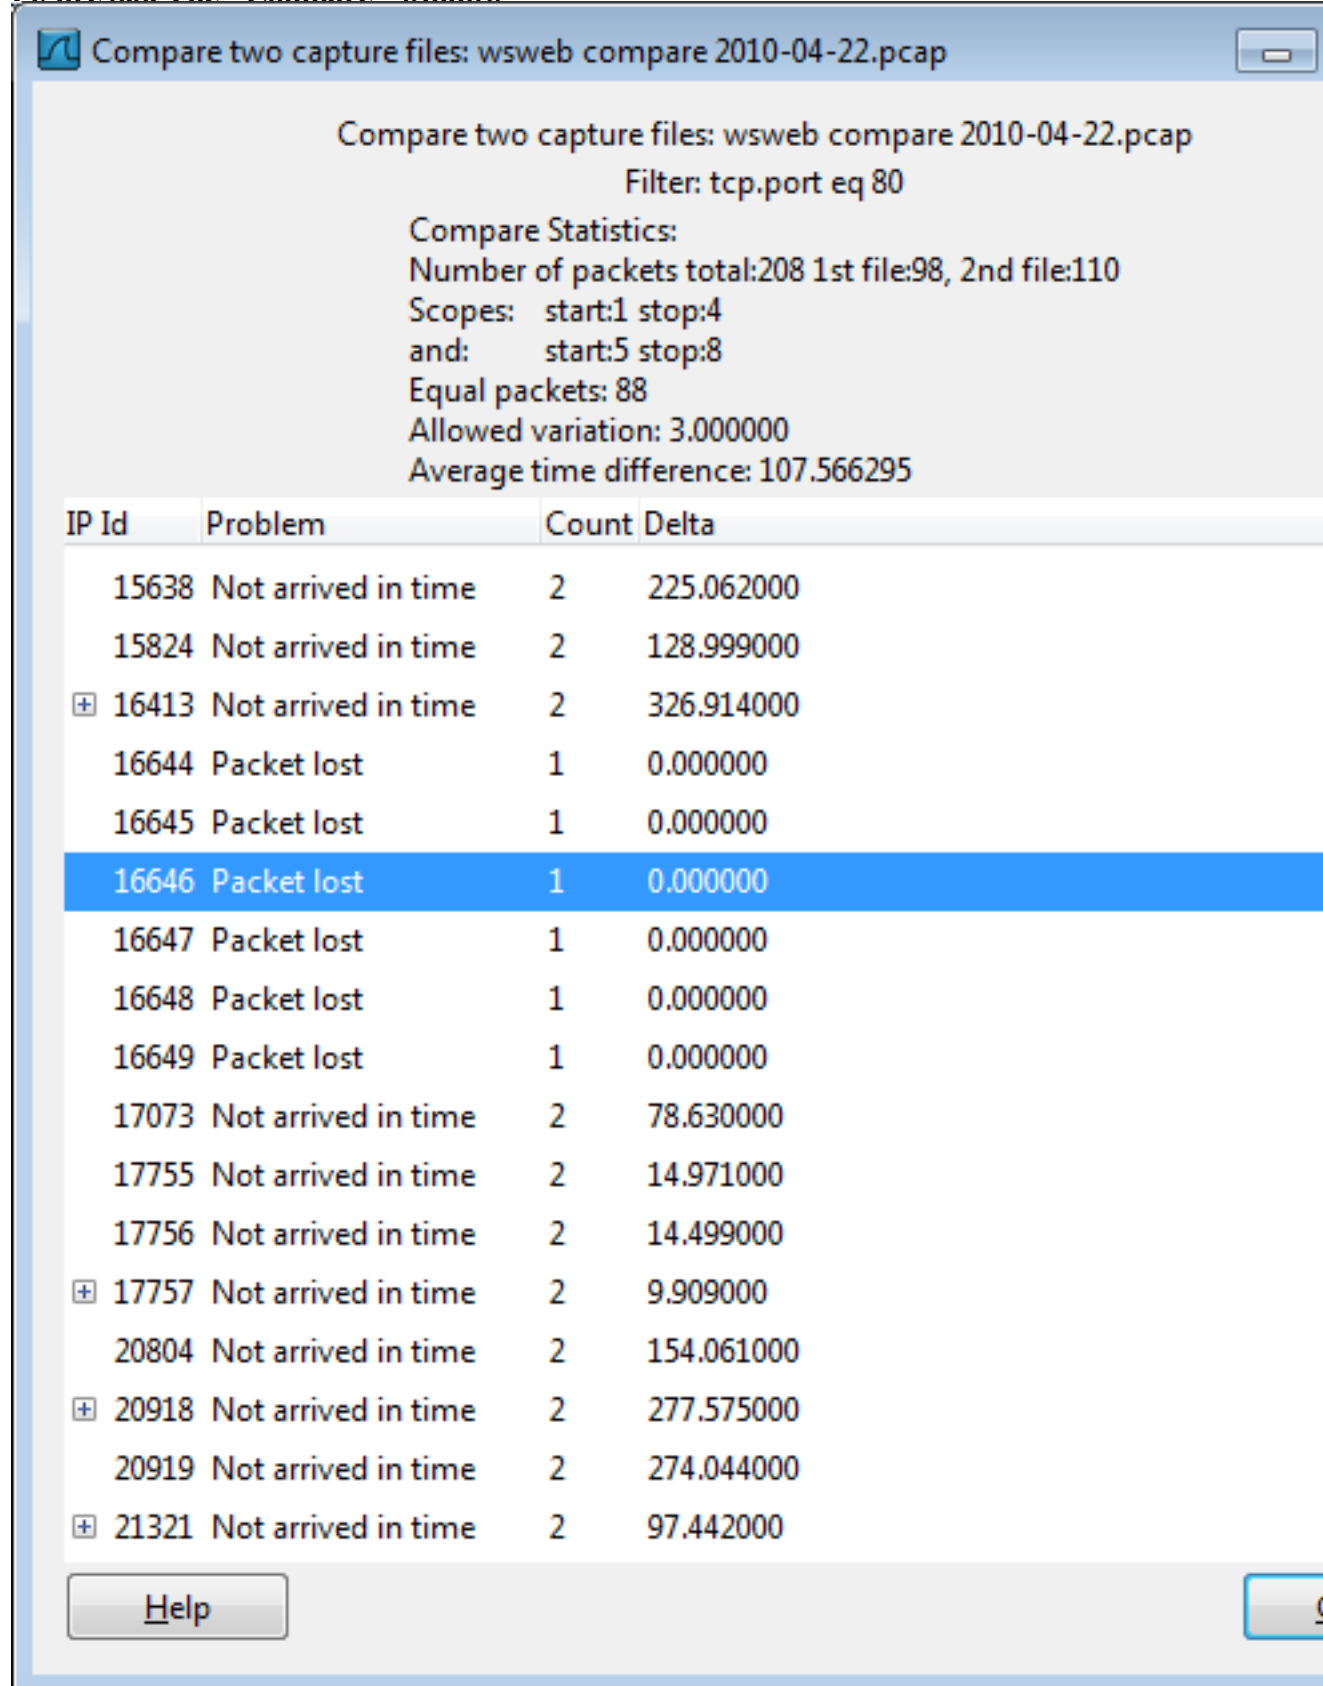 Compare two capture files: wsweb compare 2010-04-22.pcap
Compare two capture files: wsweb compare 2010-04-22.pcap
Filter: tcp.port eq 80
Compare Statistics:
Number of packets total:208 1st file:98, 2nd file:110
Scopes: start:1 stop:4
and: start:5 stop:8
Equal packets: 88
Allowed variation: 3.000000
Average time difference: 107.566295
IP Id Problem Count Delta
15638 Not arrived in time 2 225.062000
15824 Not arrived in time 2 128.999000
16413 Not arrived in time 2 326.914000
16644 Packet lost 1 0.000000
16645 Packet lost 1 0.000000
16646 Packet lost 1 0.000000
16647 Packet lost 1 0.000000
16648 Packet lost 1 0.000000
16649 Packet lost 1 0.000000
17073 Not arrived in time 2 78.630000
17755 Not arrived in time 2 14.971000
17756 Not arrived in time 2 14.499000
17757 Not arrived in time 2 9.909000
20804 Not arrived in time 2 154.061000
20918 Not arrived in time 2 277.575000
20919 Not arrived in time 2 274.044000
21321 Not arrived in time 2 97.442000
Help